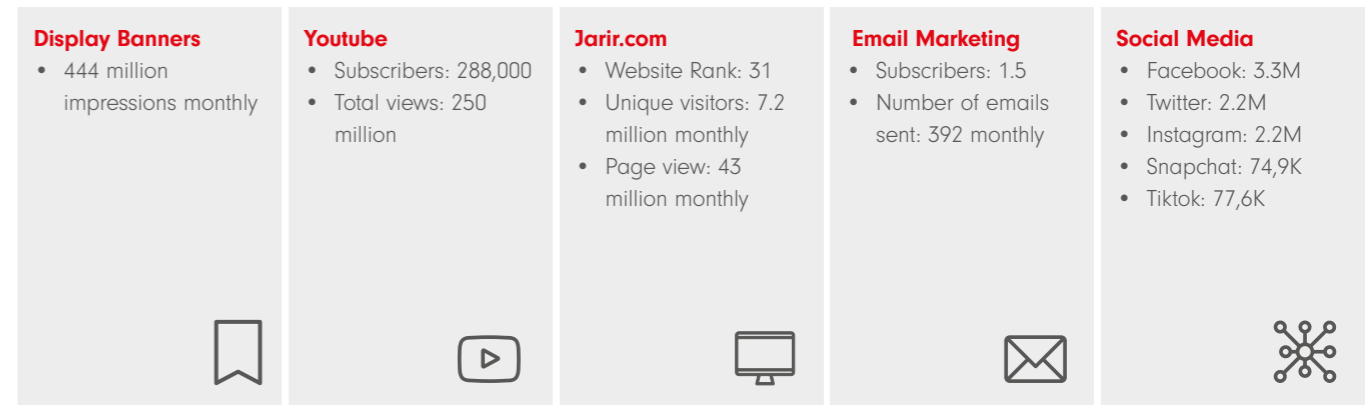 Display Banners
• 444 million
impressions monthly
Youtube
• Subscribers: 288,000
• Total views: 250
million
Jarir.com
• Website Rank: 31
• Unique visitors: 7.2
million monthly
• Page view: 43
million monthly
Email Marketing
• Subscribers: 1.5
• Number of emails
sent: 392 monthly
Social Media
• Facebook: 3.3M
• Twitter: 2.2M
• Instagram: 2.2M
• Snapchat: 74,9K
• Tiktok: 77,6K